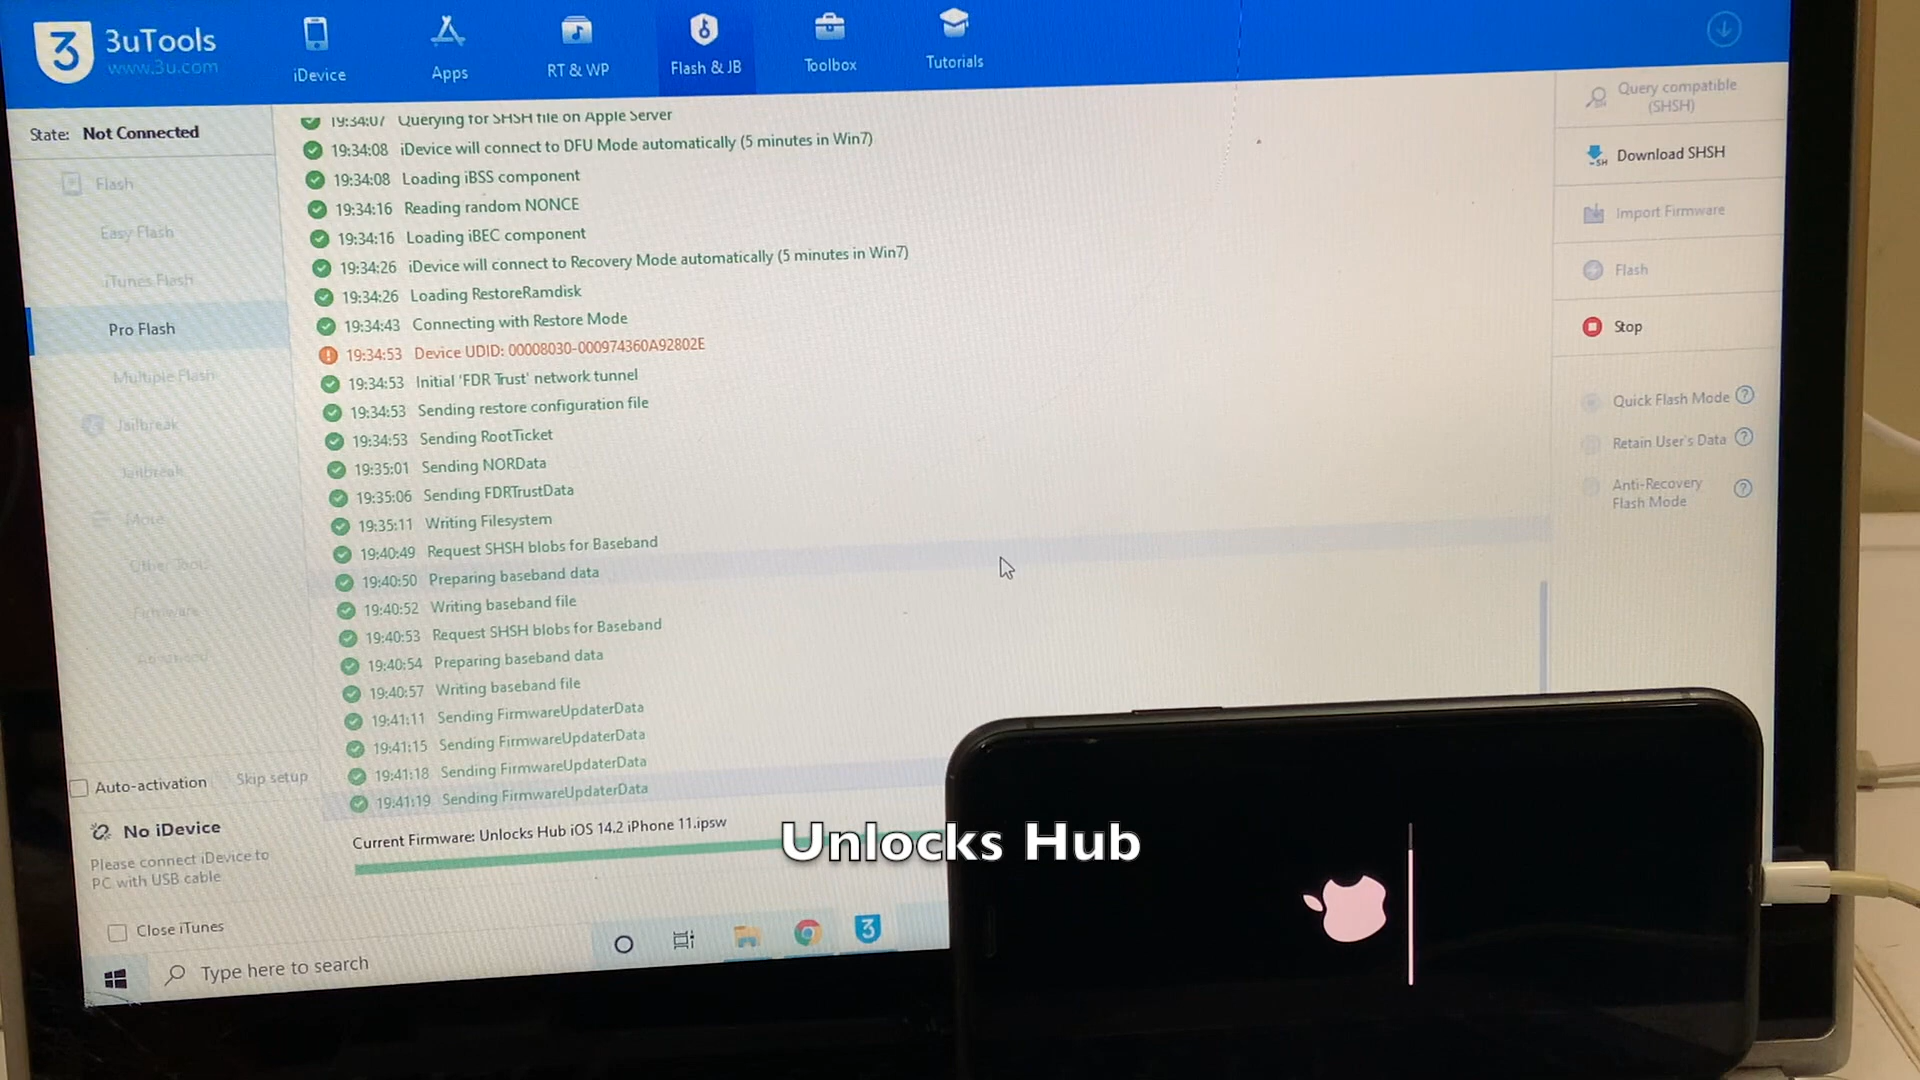 3uTools
www.3u.com
iDevice
Apps
RT & WP
Flash & JB
Toolbox
Tutorials
State: Not Connected
Flash
Easy Flash
iTunes Flash
Pro Flash
Multiple Flash
Jailbreak
Jailbreak
More
Other Tools
Firmware
Advanced
Auto-activation
Skip setup
No iDevice
Please connect iDevice to
PC with USB cable
Close iTunes
19:34:07 Querying for SHSH file on Apple Server
19:34:08 iDevice will connect to DFU Mode automatically (5 minutes in Win7)
19:34:08 Loading iBSS component
19:34:16 Reading random NONCE
19:34:16 Loading iBEC component
19:34:26 iDevice will connect to Recovery Mode automatically (5 minutes in Win7)
19:34:26 Loading RestoreRamdisk
19:34:43 Connecting with Restore Mode
19:34:53 Device UDID: 00008030-000974360A92802E
19:34:53 Initial 'FDR Trust' network tunnel
19:34:53 Sending restore configuration file
19:34:53 Sending RootTicket
19:35:01 Sending NORData
19:35:06 Sending FDRTrustData
19:35:11 Writing Filesystem
19:40:49 Request SHSH blobs for Baseband
19:40:50 Preparing baseband data
19:40:52 Writing baseband file
19:40:53 Request SHSH blobs for Baseband
19:40:54 Preparing baseband data
19:40:57 Writing baseband file
19:41:11 Sending FirmwareUpdaterData
19:41:15 Sending FirmwareUpdaterData
19:41:18 Sending FirmwareUpdaterData
19:41:19 Sending FirmwareUpdaterData
Current Firmware: Unlocks Hub iOS 14.2 iPhone 11.ipsw
Query compatible
(SHSH)
Download SHSH
Import Firmware
Flash
Stop
Quick Flash Mode ?
Retain User's Data ?
Anti-Recovery
Flash Mode ?
Unlocks Hub
Type here to search
3